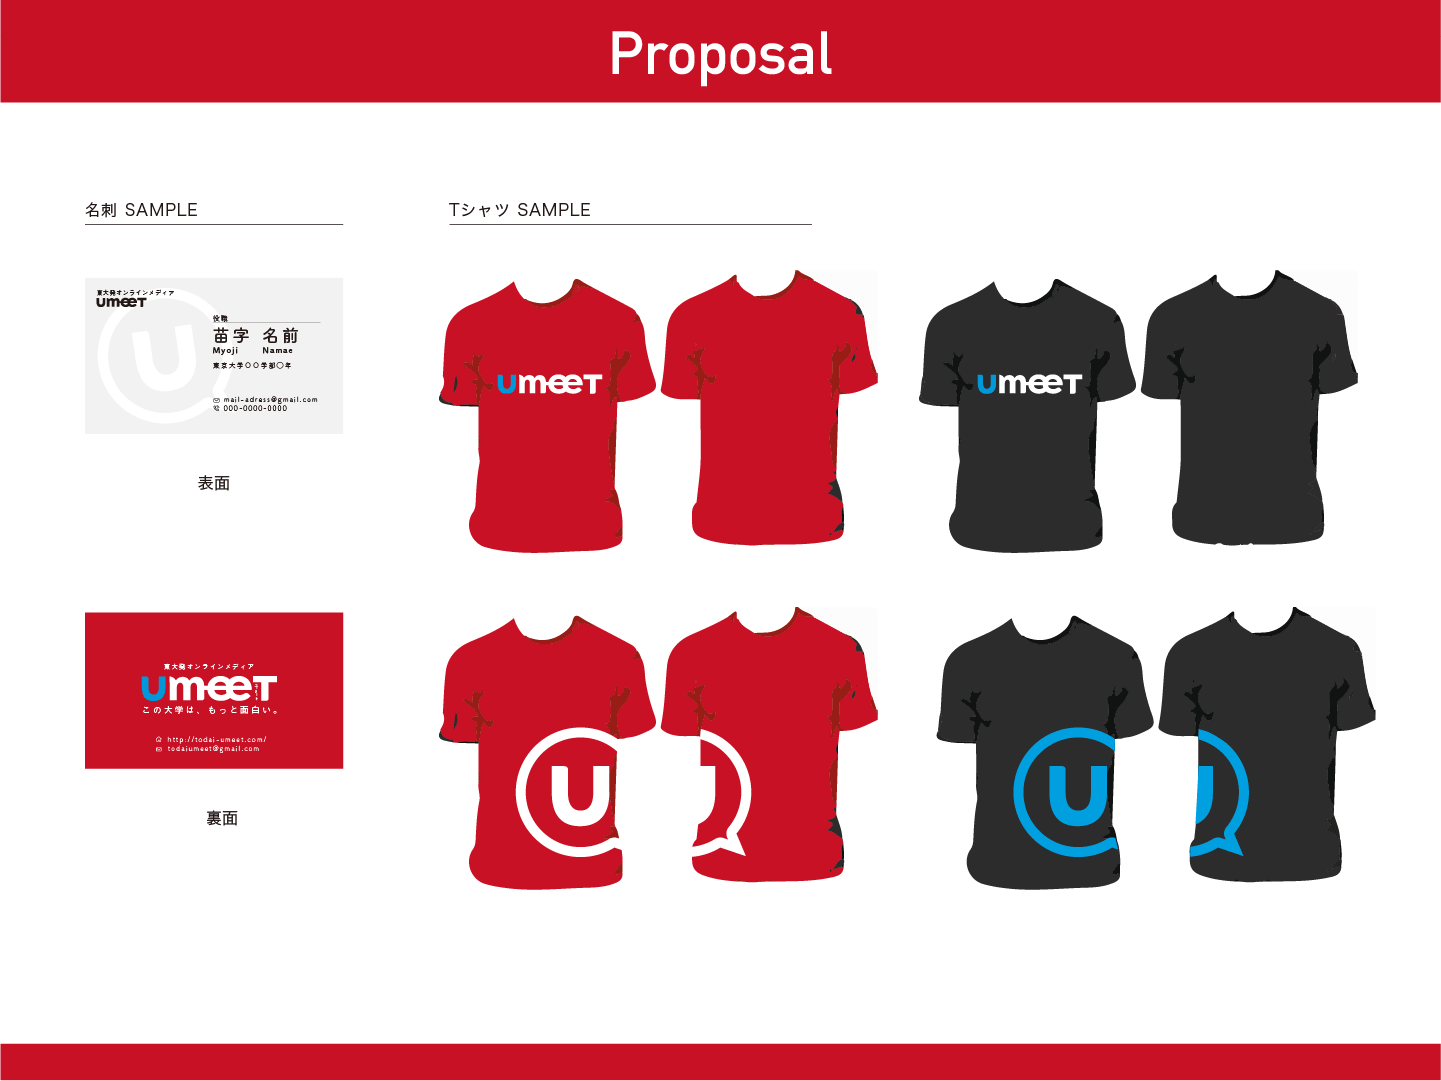 Proposal
名刺 SAMPLE
Tシャツ SAMPLE
東大発オンラインメディア
UmeeT
役職
苗字 名前
Myoji Namae
東京大学〇〇学部〇年
mail-adress@gmail.com
000-0000-0000
表面
東大発オンラインメディア
UmeeT
この大学は、もっと面白い。
http://todai-umeet.com/
todaiumeet@gmail.com
裏面
UmeeT
UmeeT
U
U
U
U